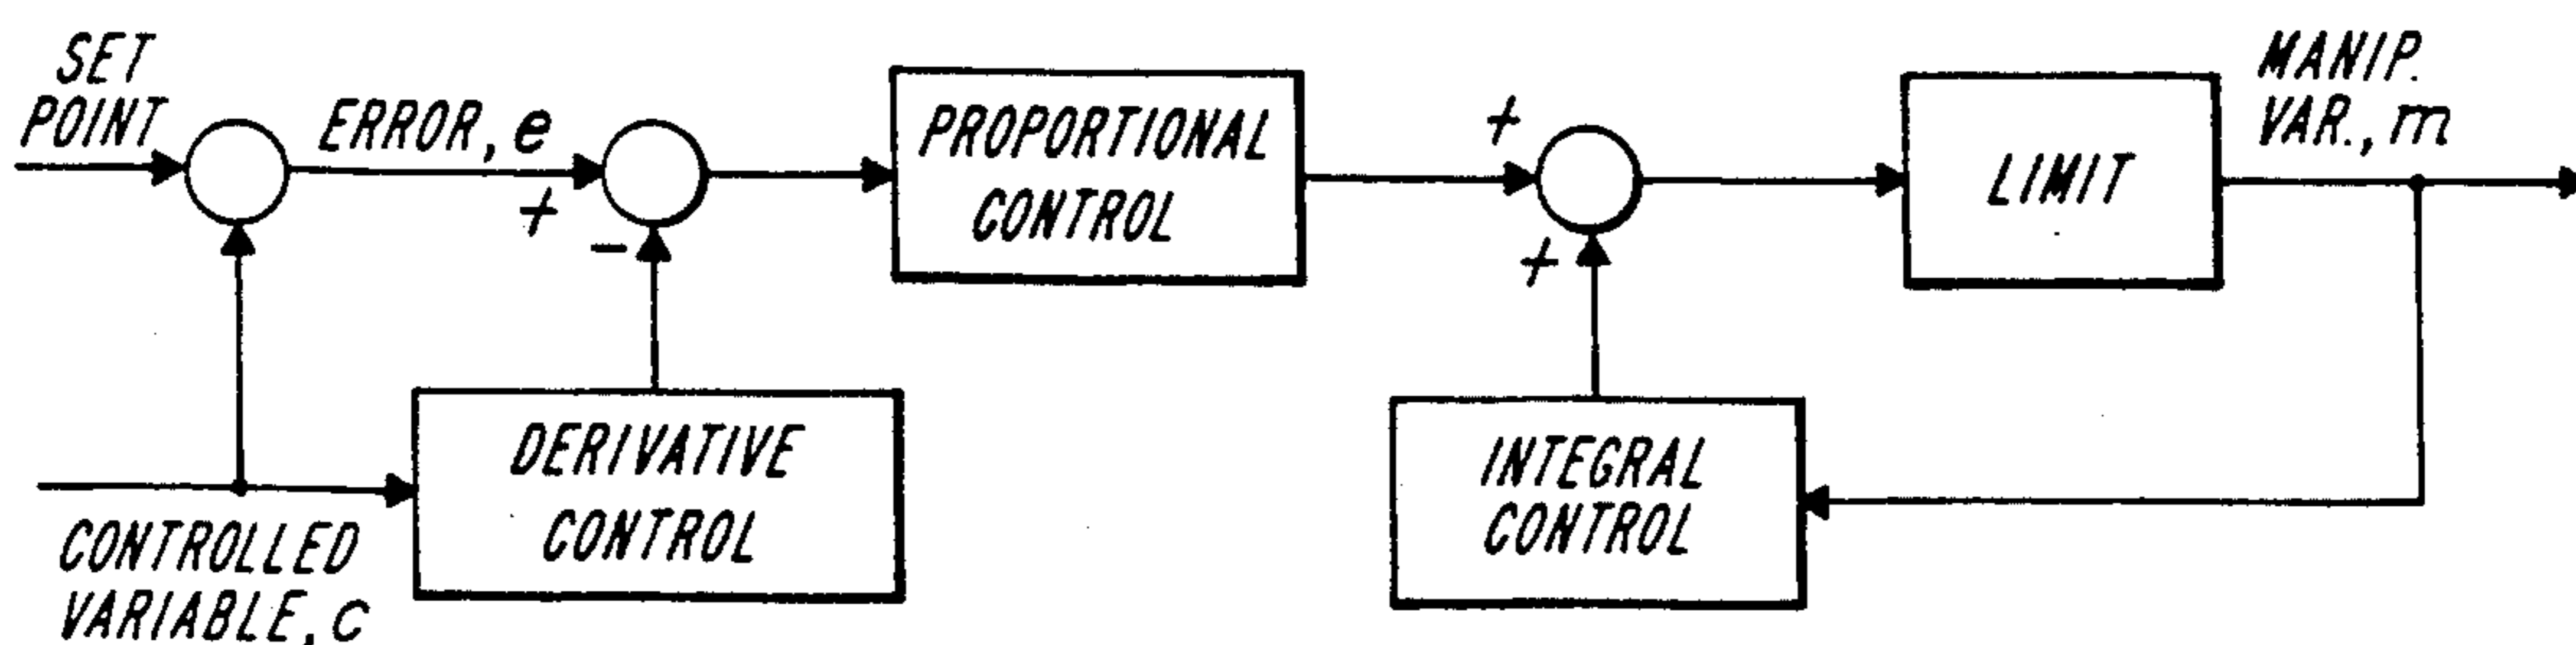 SET
POINT
ERROR, e
+
-
PROPORTIONAL
CONTROL
+
+
LIMIT
MANIP.
VAR., m
DERIVATIVE
CONTROL
INTEGRAL
CONTROL
CONTROLLED
VARIABLE, c